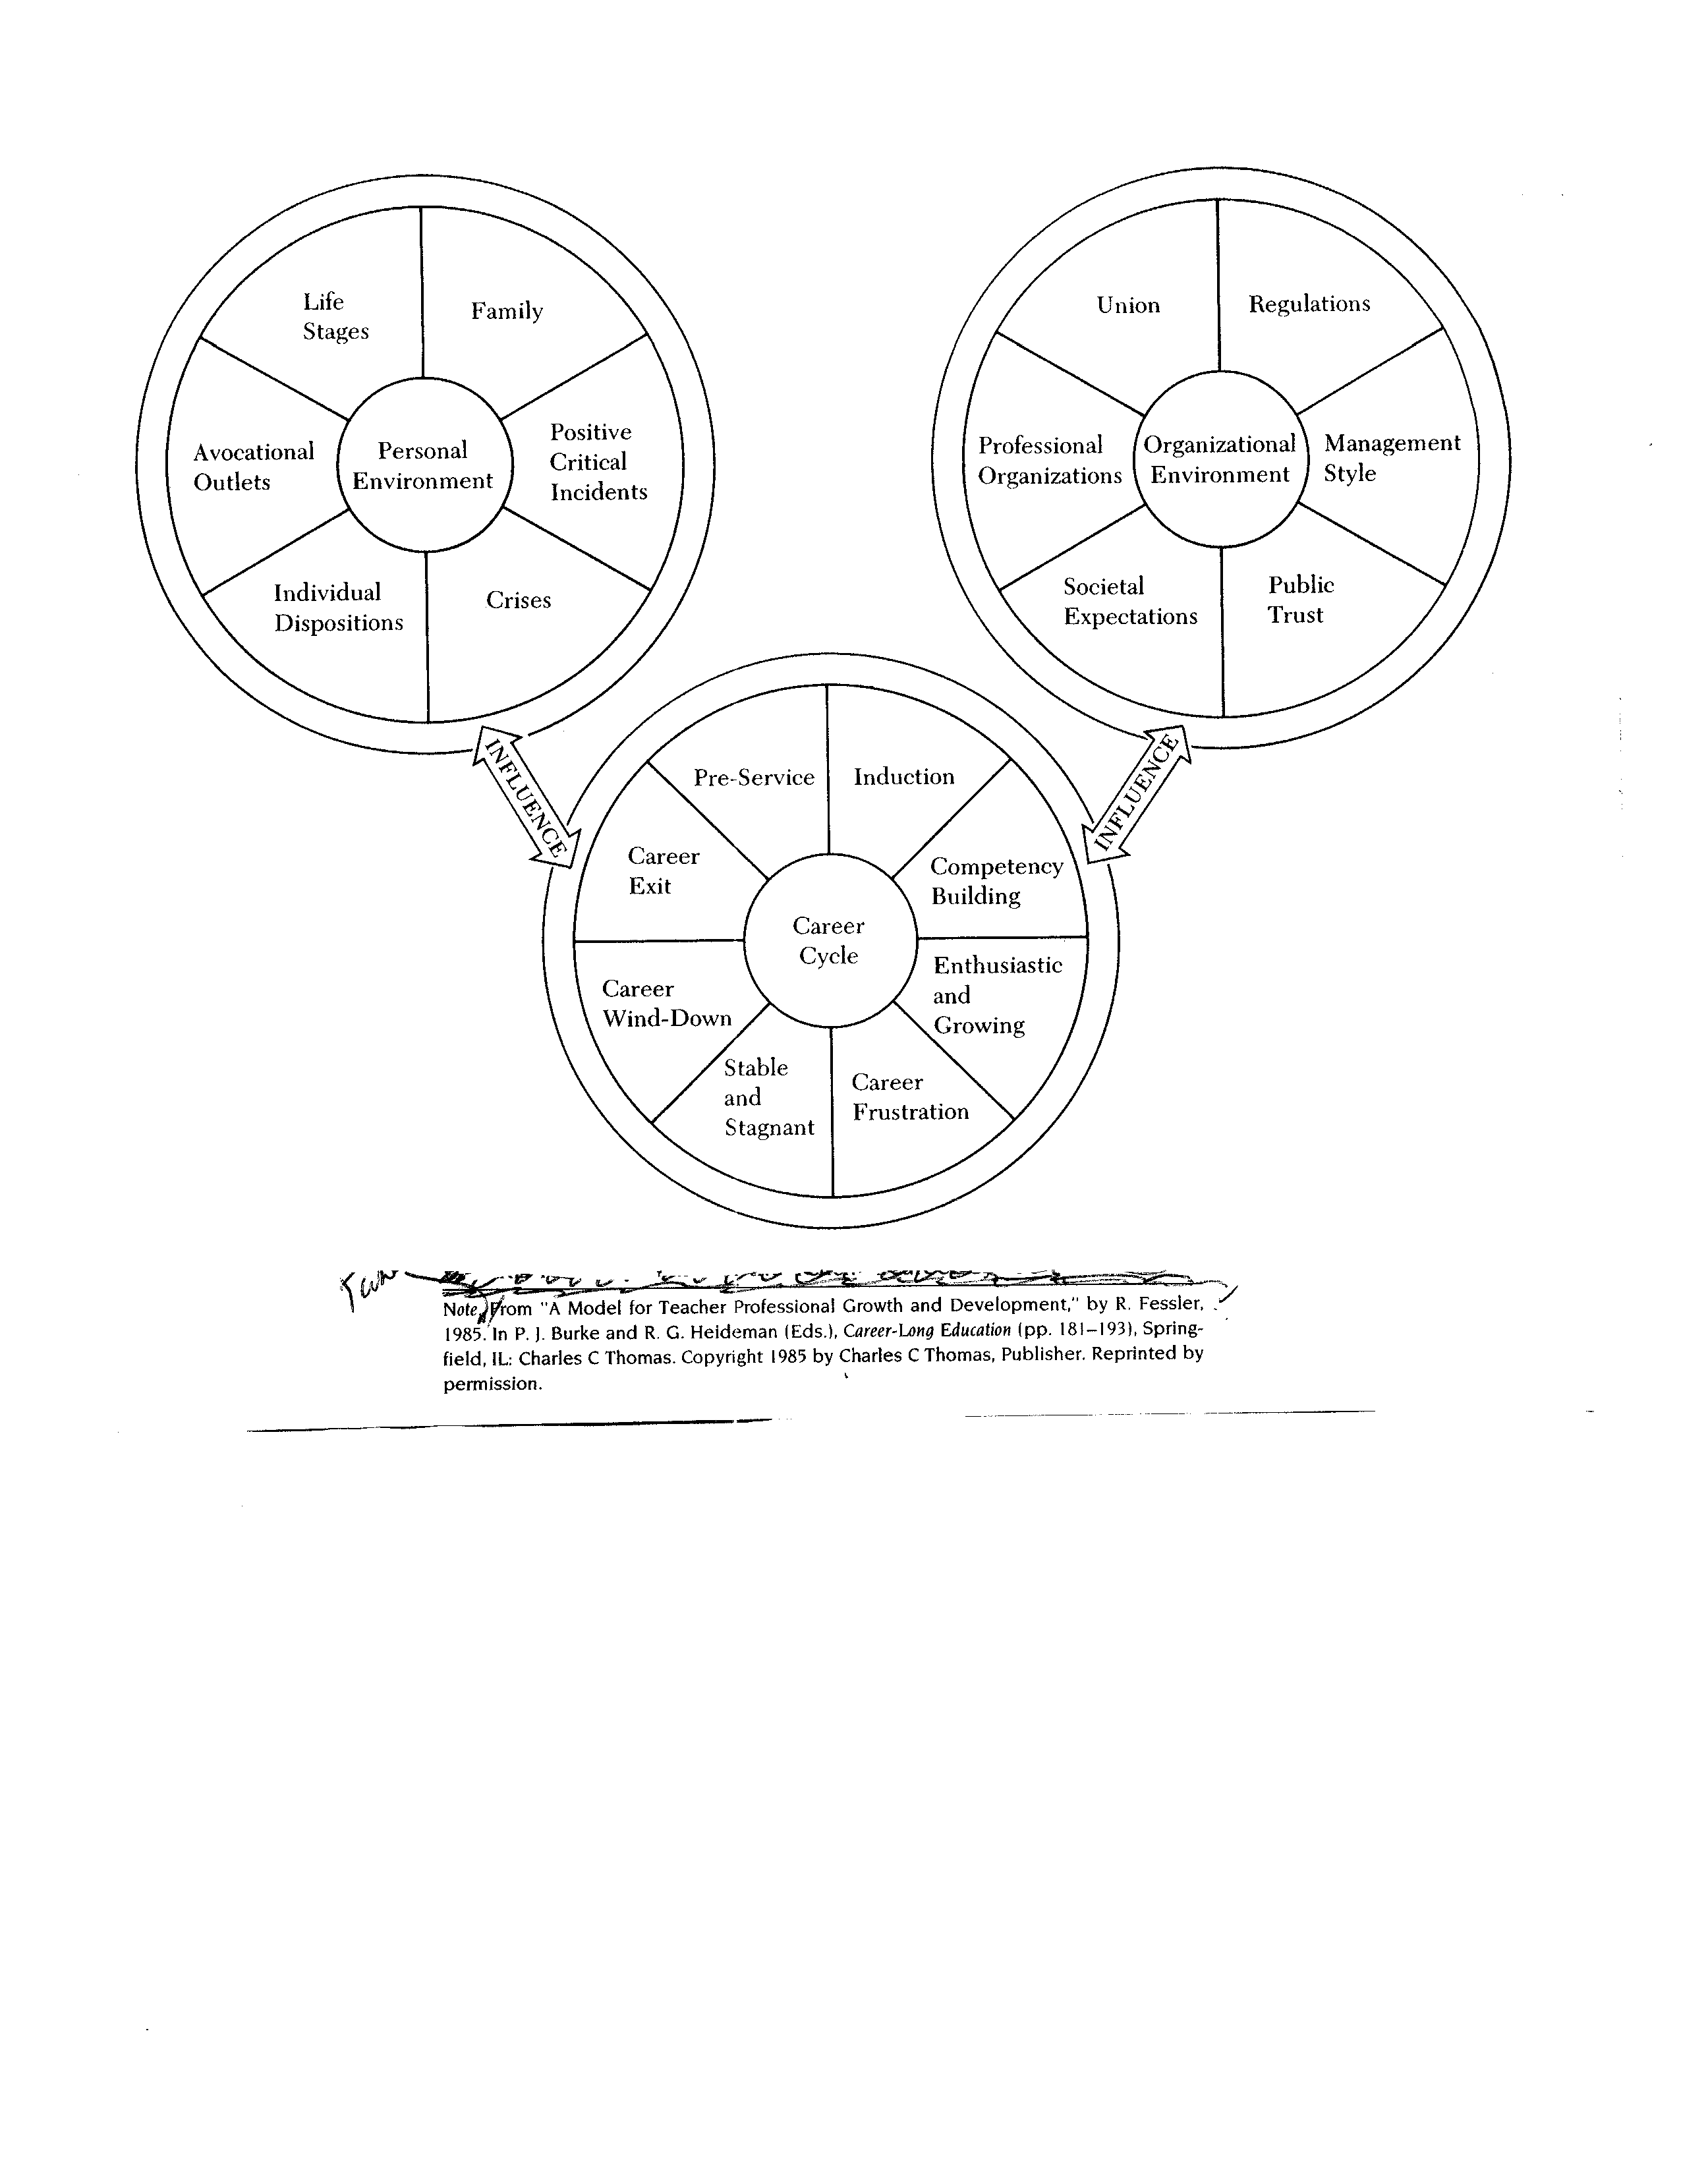 Life
Stages
Family
Positive
Critical
Incidents
Crises
Individual
Dispositions
Avocational
Outlets
Personal
Environment
Union
Regulations
Management
Style
Public
Trust
Societal
Expectations
Professional
Organizations
Organizational
Environment
INFLUENCE
INFLUENCE
Pre-Service
Induction
Competency
Building
Enthusiastic
and
Growing
Career
Frustration
Stable
and
Stagnant
Career
Wind-Down
Career
Exit
Career
Cycle
Note. From "A Model for Teacher Professional Growth and Development," by R. Fessler,
1985. In P. J. Burke and R. G. Heideman (Eds.), Career-Long Education (pp. 181–193), Spring-
field, IL: Charles C Thomas. Copyright 1985 by Charles C Thomas, Publisher. Reprinted by
permission.